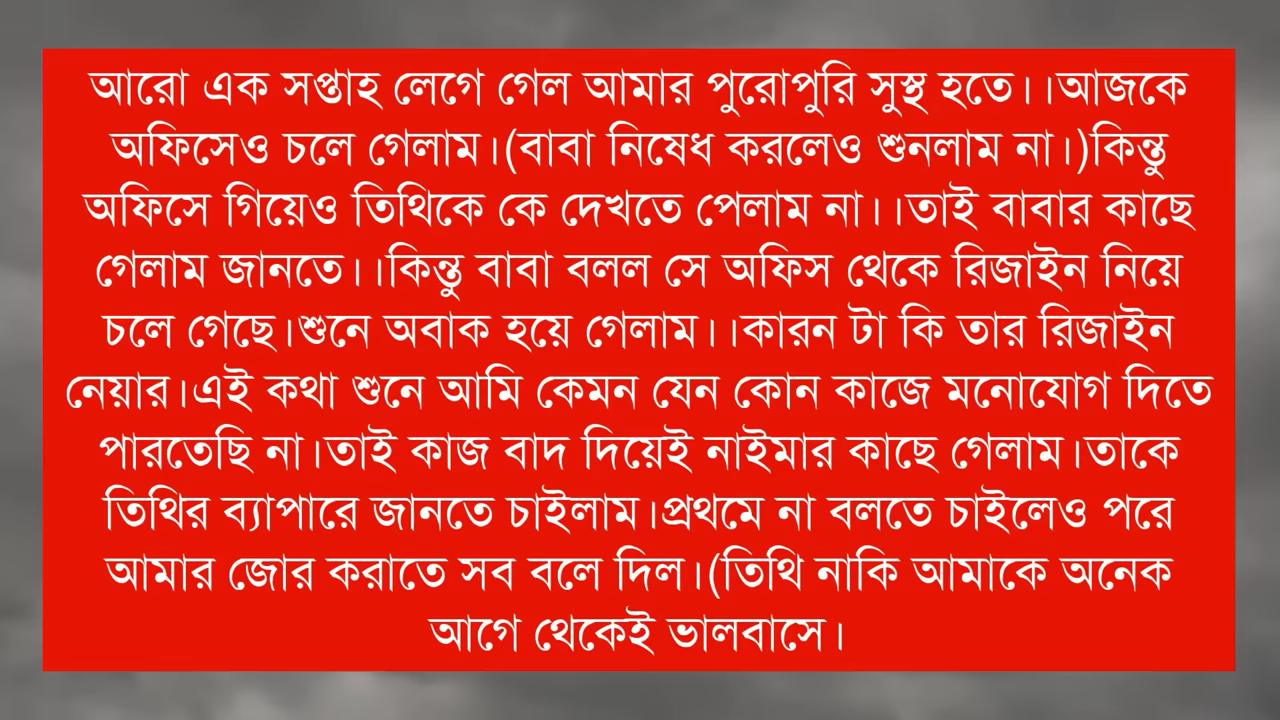 আরো এক সপ্তাহ লেগে গেল আমার পুরোপুরি সুস্থ হতে।।আজকে
অফিসেও চলে গেলাম।(বাবা নিষেধ করলেও শুনলাম না।)কিন্তু
অফিসে গিয়েও তিথিকে কে দেখতে পেলাম না।।তাই বাবার কাছে
গেলাম জানতে।।কিন্তু বাবা বলল সে অফিস থেকে রিজাইন নিয়ে
চলে গেছে।শুনে অবাক হয়ে গেলাম।।কারন টা কি তার রিজাইন
নেয়ার।এই কথা শুনে আমি কেমন যেন কোন কাজে মনোযোগ দিতে
পারতেছি না।তাই কাজ বাদ দিয়েই নাইমার কাছে গেলাম।তাকে
তিথির ব্যাপারে জানতে চাইলাম।প্রথমে না বলতে চাইলেও পরে
আমার জোর করাতে সব বলে দিল।(তিথি নাকি আমাকে অনেক
আগে থেকেই ভালবাসে।